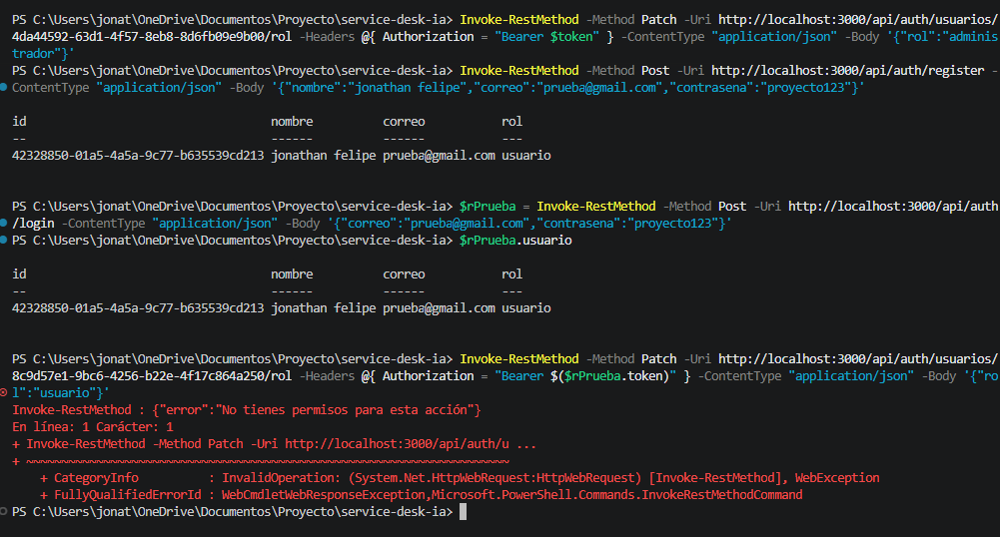 PS C:\Users\jonat\OneDrive\Documentos\Proyecto\service-desk-ia> Invoke-RestMethod -Method Patch -Uri http://localhost:3000/api/auth/usuarios/
4da44592-63d1-4f57-8eb8-8d6fb09e9b00/rol -Headers @{ Authorization = "Bearer $token" } -ContentType "application/json" -Body '{"rol":"adminis
trador"}'
PS C:\Users\jonat\OneDrive\Documentos\Proyecto\service-desk-ia> Invoke-RestMethod -Method Post -Uri http://localhost:3000/api/auth/register -
ContentType "application/json" -Body '{"nombre":"jonathan felipe","correo":"prueba@gmail.com","contrasena":"proyecto123"}'
id nombre correo rol
-- ------ ------ ---
42328850-01a5-4a5a-9c77-b635539cd213 jonathan felipe prueba@gmail.com usuario
PS C:\Users\jonat\OneDrive\Documentos\Proyecto\service-desk-ia> $rPrueba = Invoke-RestMethod -Method Post -Uri http://localhost:3000/api/auth
/login -ContentType "application/json" -Body '{"correo":"prueba@gmail.com","contrasena":"proyecto123"}'
PS C:\Users\jonat\OneDrive\Documentos\Proyecto\service-desk-ia> $rPrueba.usuario
id nombre correo rol
-- ------ ------ ---
42328850-01a5-4a5a-9c77-b635539cd213 jonathan felipe prueba@gmail.com usuario
PS C:\Users\jonat\OneDrive\Documentos\Proyecto\service-desk-ia> Invoke-RestMethod -Method Patch -Uri http://localhost:3000/api/auth/usuarios/
8c9d57e1-9bc6-4256-b22e-4f17c864a250/rol -Headers @{ Authorization = "Bearer $($rPrueba.token)" } -ContentType "application/json" -Body '{"ro
l":"usuario"}'
Invoke-RestMethod : {"error":"No tienes permisos para esta acción"}
En línea: 1 Carácter: 1
+ Invoke-RestMethod -Method Patch -Uri http://localhost:3000/api/auth/u ...
+ ~~~~~~~~~~~~~~~~~~~~~~~~~~~~~~~~~~~~~~~~~~~~~~~~~~~~~~~~~~~~~~~~~~~~~
+ CategoryInfo : InvalidOperation: (System.Net.HttpWebRequest:HttpWebRequest) [Invoke-RestMethod], WebException
+ FullyQualifiedErrorId : WebCmdletWebResponseException,Microsoft.PowerShell.Commands.InvokeRestMethodCommand
PS C:\Users\jonat\OneDrive\Documentos\Proyecto\service-desk-ia>